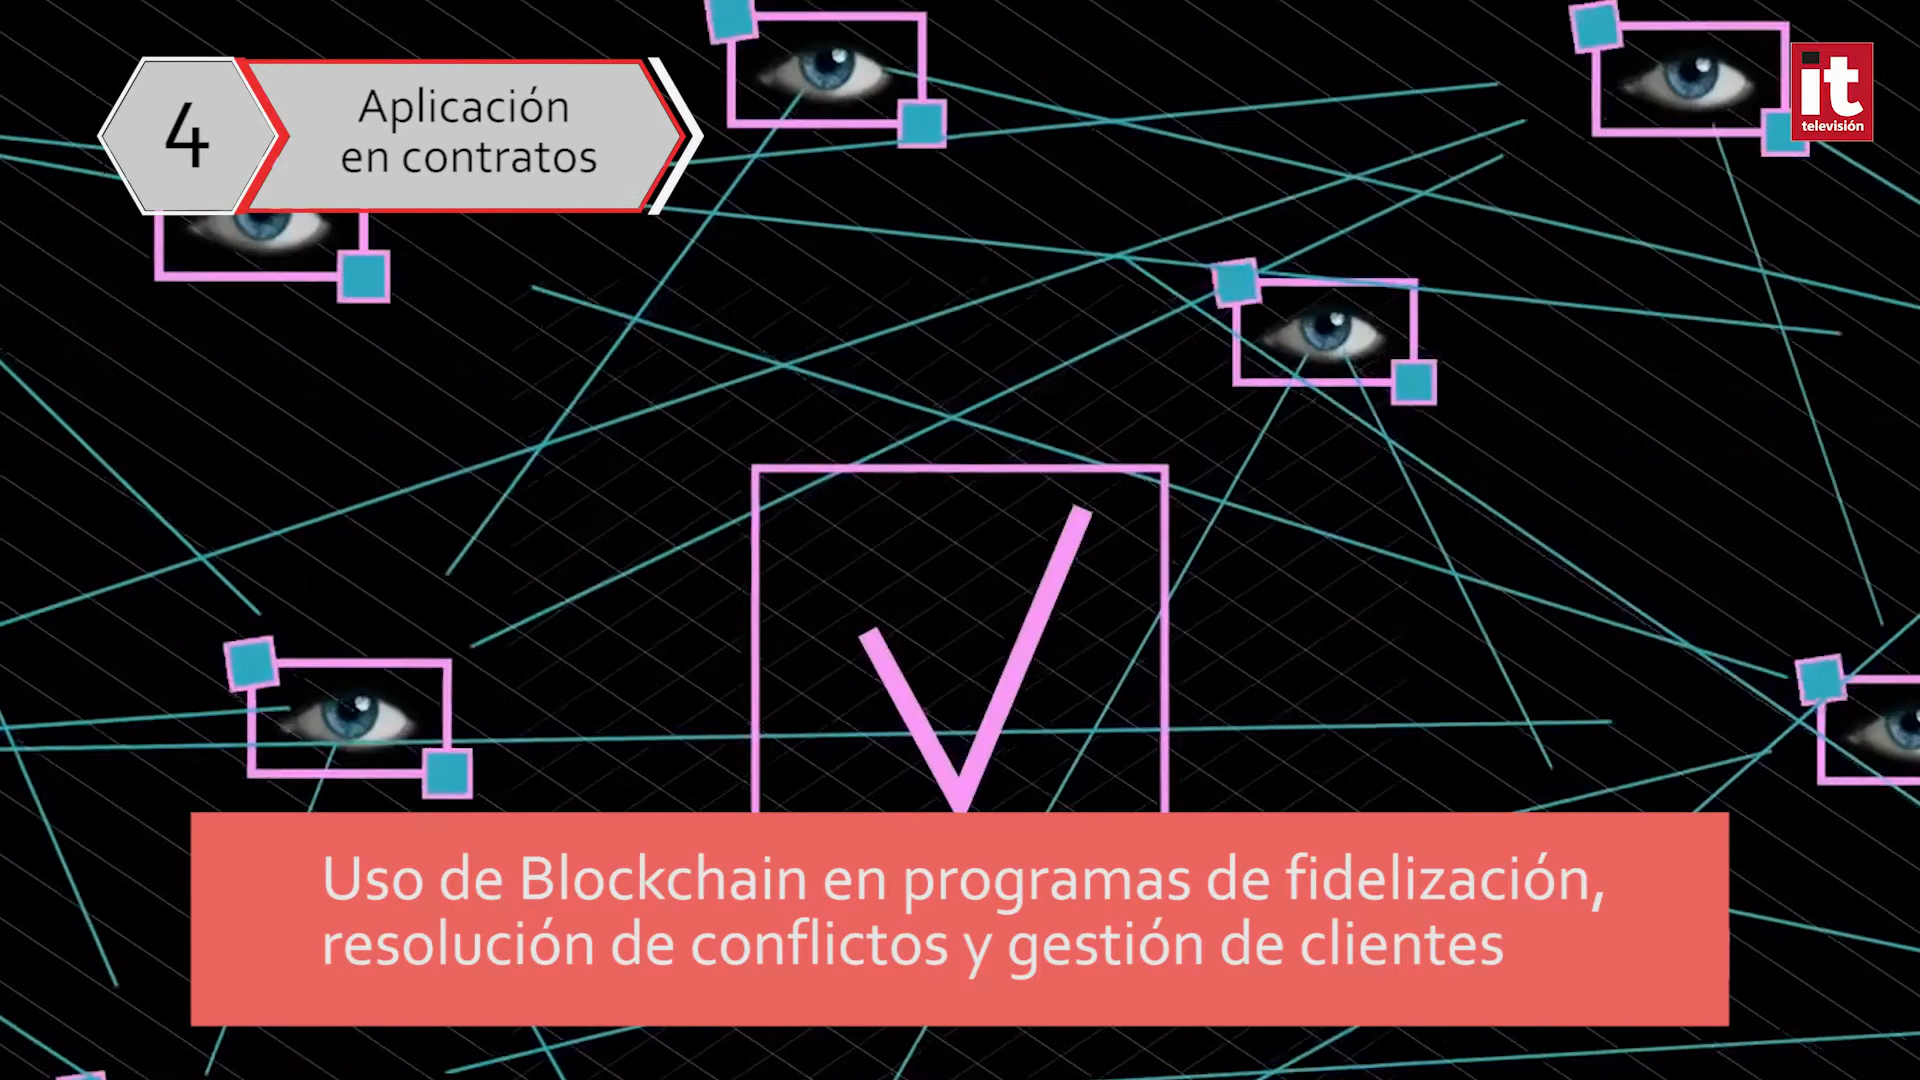 4
Aplicación
en contratos
it
televisión
Uso de Blockchain en programas de fidelización,
resolución de conflictos y gestión de clientes